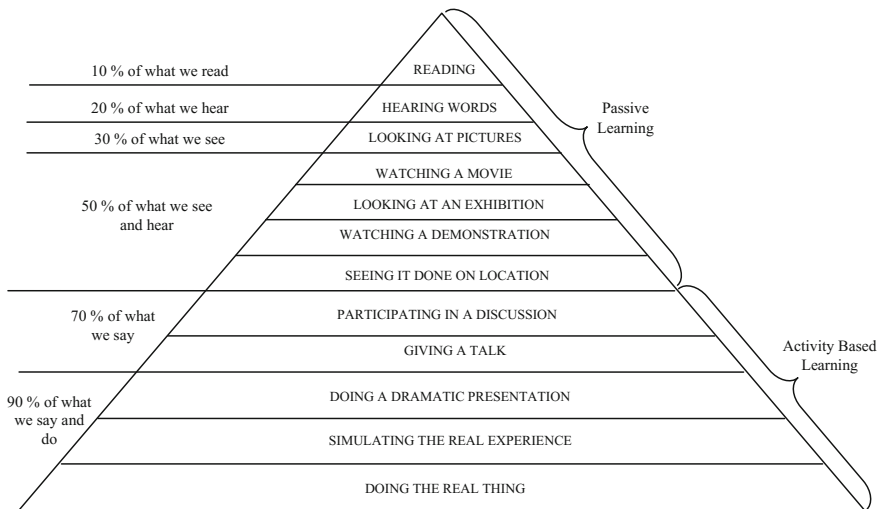 10 % of what we read
READING
20 % of what we hear
HEARING WORDS
30 % of what we see
LOOKING AT PICTURES
Passive
Learning
WATCHING A MOVIE
50 % of what we see
and hear
LOOKING AT AN EXHIBITION
WATCHING A DEMONSTRATION
SEEING IT DONE ON LOCATION
70 % of what
we say
PARTICIPATING IN A DISCUSSION
GIVING A TALK
Activity Based
Learning
90 % of what
we say and
do
DOING A DRAMATIC PRESENTATION
SIMULATING THE REAL EXPERIENCE
DOING THE REAL THING